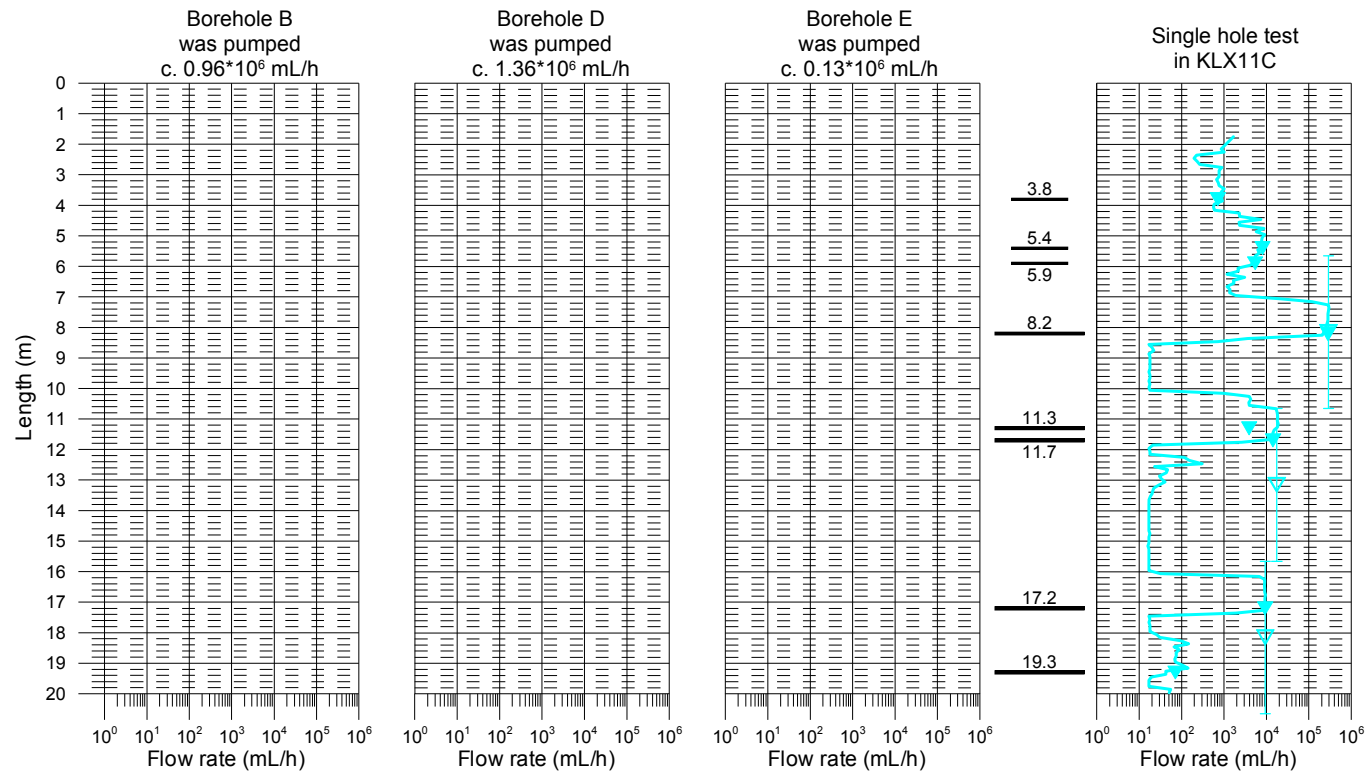 Borehole B
was pumped
c. 0.96*10⁶ mL/h
Borehole D
was pumped
c. 1.36*10⁶ mL/h
Borehole E
was pumped
c. 0.13*10⁶ mL/h
Single hole test
in KLX11C
Length (m)
0
1
2
3
4
5
6
7
8
9
10
11
12
13
14
15
16
17
18
19
20
3.8
5.4
5.9
8.2
11.3
11.7
17.2
19.3
10⁰ 10¹ 10² 10³ 10⁴ 10⁵ 10⁶
Flow rate (mL/h)
10⁰ 10¹ 10² 10³ 10⁴ 10⁵ 10⁶
Flow rate (mL/h)
10⁰ 10¹ 10² 10³ 10⁴ 10⁵ 10⁶
Flow rate (mL/h)
10⁰ 10¹ 10² 10³ 10⁴ 10⁵ 10⁶
Flow rate (mL/h)